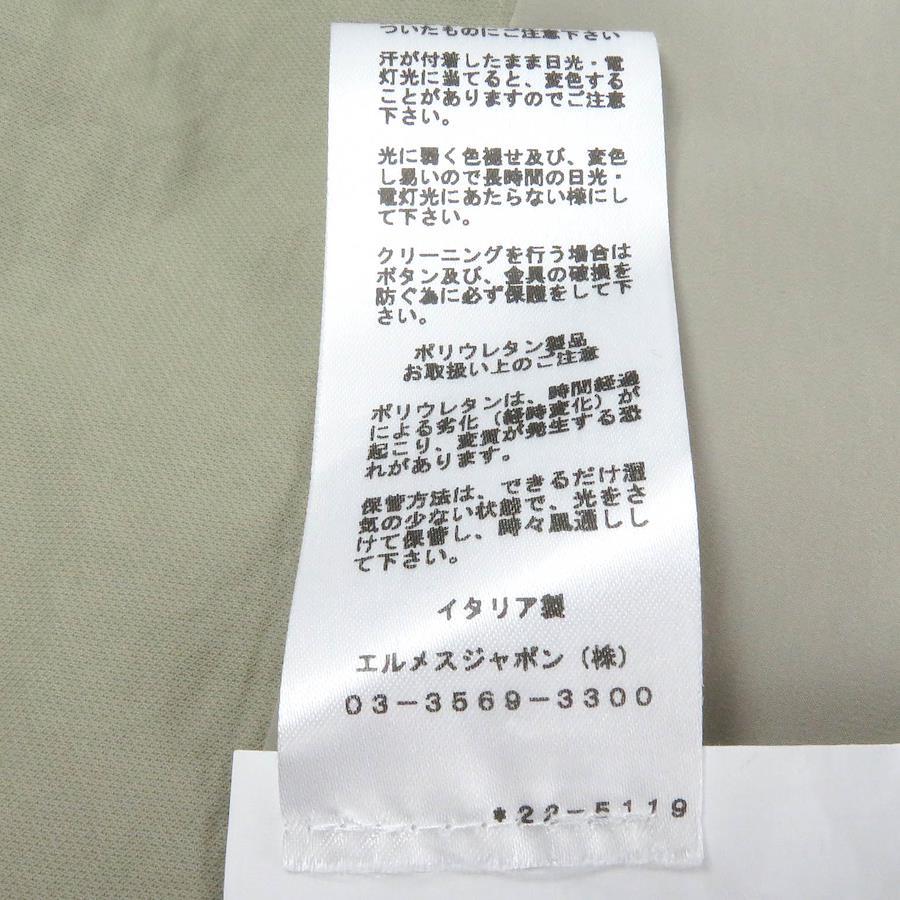 ついたものにご注意下さい
汗が付着したまま日光・電
灯光に当てると、変色する
ことがありますのでご注意
下さい。
光に弱く色褪せ及び、変色
し易いので長時間の日光・
電灯光にあたらない様にし
て下さい。
クリーニングを行う場合は
ボタン及び、金具の破損を
防ぐ為に必ず保護をして下
さい。
ポリウレタン製品
お取扱い上のご注意
ポリウレタンは、時間経過
による劣化（経時変化）が
起こり、変質が発生する恐
れがあります。
保管方法は、できるだけ湿
気の少ない状態で、光をさ
けて保管し、時々風通しし
て下さい。
イタリア製
エルメスジャポン（株）
03-3569-3300
*22-5119